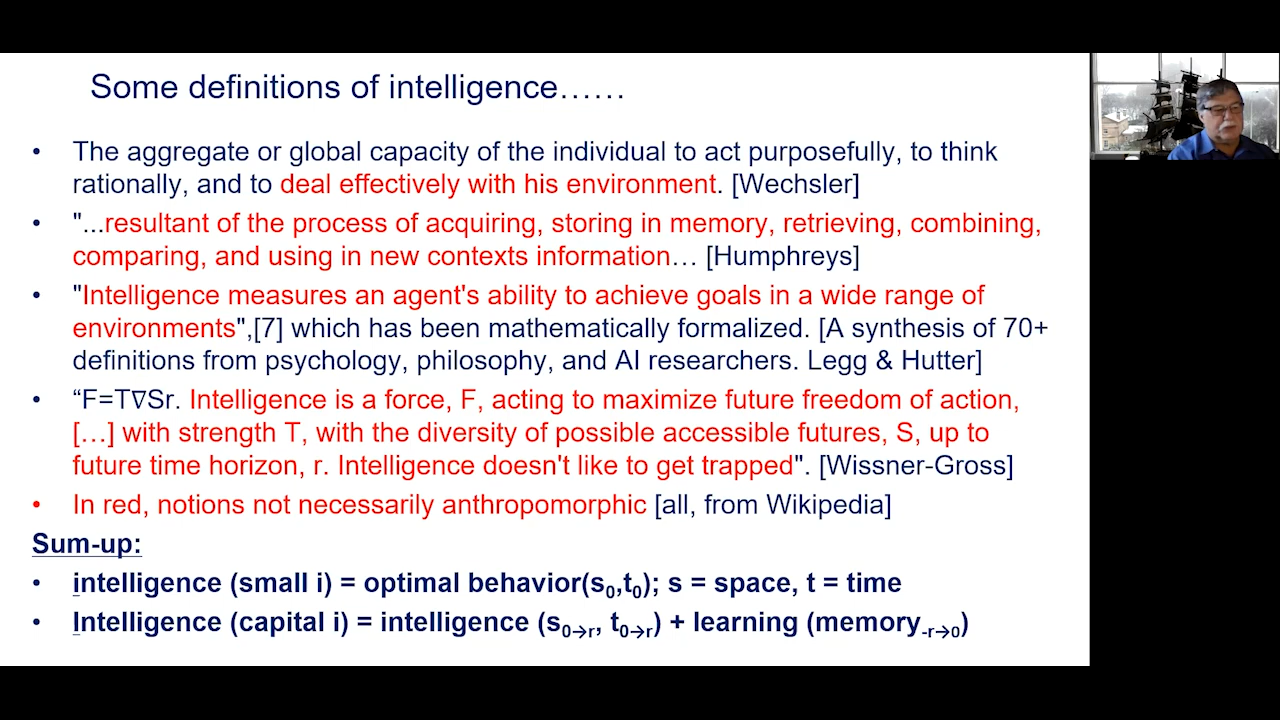 Some definitions of intelligence……
• The aggregate or global capacity of the individual to act purposefully, to think
rationally, and to deal effectively with his environment. [Wechsler]
• "...resultant of the process of acquiring, storing in memory, retrieving, combining,
comparing, and using in new contexts information… [Humphreys]
• "Intelligence measures an agent's ability to achieve goals in a wide range of
environments",[7] which has been mathematically formalized. [A synthesis of 70+
definitions from psychology, philosophy, and AI researchers. Legg & Hutter]
• “F=T∇Sr. Intelligence is a force, F, acting to maximize future freedom of action,
[…] with strength T, with the diversity of possible accessible futures, S, up to
future time horizon, r. Intelligence doesn't like to get trapped". [Wissner-Gross]
• In red, notions not necessarily anthropomorphic [all, from Wikipedia]
Sum-up:
• intelligence (small i) = optimal behavior(s₀,t₀); s = space, t = time
• Intelligence (capital i) = intelligence (s₀→r, t₀→r) + learning (memory-r→0)